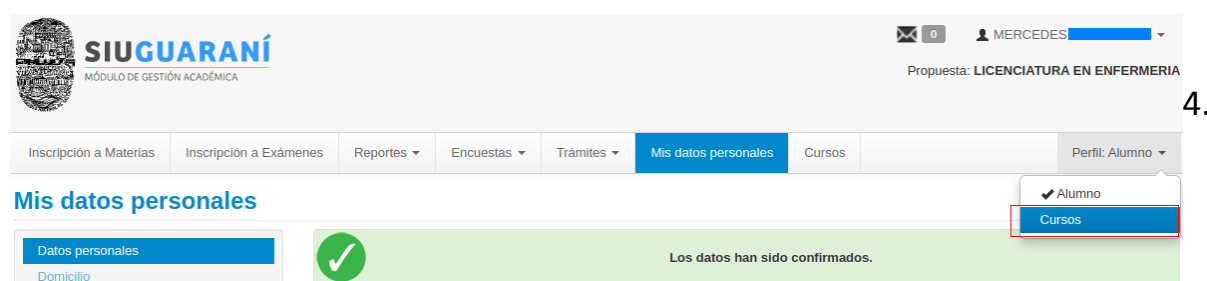 SIUGUARANÍ
MÓDULO DE GESTIÓN ACADÉMICA
0
MERCEDES
Propuesta: LICENCIATURA EN ENFERMERIA
4.
Inscripción a Materias Inscripción a Exámenes Reportes Encuestas Trámites Mis datos personales Cursos Perfil: Alumno
Alumno
Cursos
Mis datos personales
Datos personales
Domicilio
Los datos han sido confirmados.